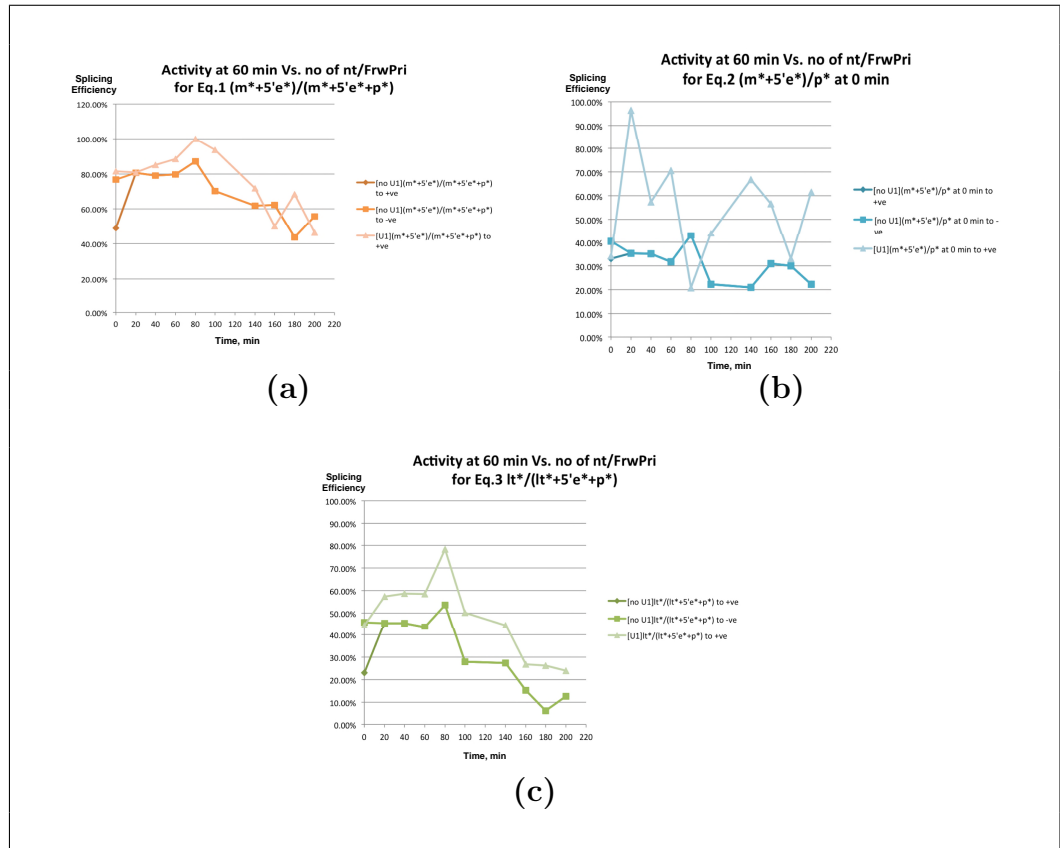 Activity at 60 min Vs. no of nt/FrwPri
for Eq.1 (m*+5'e*)/(m*+5'e*+p*)
Splicing
Efficiency
120.00%
100.00%
80.00%
60.00%
40.00%
20.00%
0.00%
0 20 40 60 80 100 120 140 160 180 200 220
Time, min
[no U1](m*+5'e*)/(m*+5'e*+p*)
to +ve
[no U1](m*+5'e*)/(m*+5'e*+p*)
to -ve
[U1](m*+5'e*)/(m*+5'e*+p*) to
+ve
(a)
Activity at 60 min Vs. no of nt/FrwPri
for Eq.2 (m*+5'e*)/p* at 0 min
Splicing
Efficiency
100.00%
90.00%
80.00%
70.00%
60.00%
50.00%
40.00%
30.00%
20.00%
10.00%
0.00%
0 20 40 60 80 100 120 140 160 180 200 220
Time, min
[no U1](m*+5'e*)/p* at 0 min to
+ve
[no U1](m*+5'e*)/p* at 0 min to -
ve
[U1](m*+5'e*)/p* at 0 min to +ve
(b)
Activity at 60 min Vs. no of nt/FrwPri
for Eq.3 lt*/(lt*+5'e*+p*)
Splicing
Efficiency
100.00%
90.00%
80.00%
70.00%
60.00%
50.00%
40.00%
30.00%
20.00%
10.00%
0.00%
0 20 40 60 80 100 120 140 160 180 200 220
Time, min
[no U1]lt*/(lt*+5'e*+p*) to +ve
[no U1]lt*/(lt*+5'e*+p*) to -ve
[U1]lt*/(lt*+5'e*+p*) to +ve
(c)